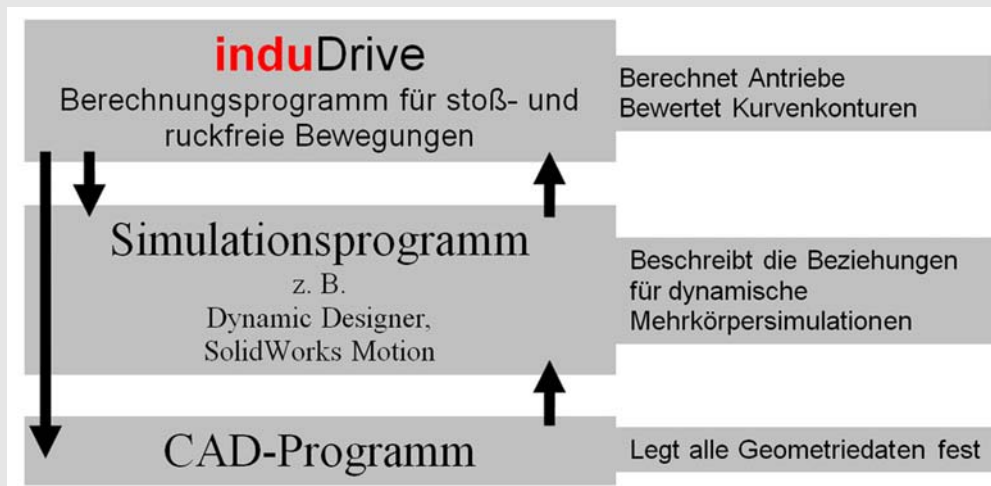 induDrive
Berechnungsprogramm für stoß- und
ruckfreie Bewegungen
Berechnet Antriebe
Bewertet Kurvenkonturen
Simulationsprogramm
z. B.
Dynamic Designer,
SolidWorks Motion
Beschreibt die Beziehungen
für dynamische
Mehrkörpersimulationen
CAD-Programm
Legt alle Geometriedaten fest